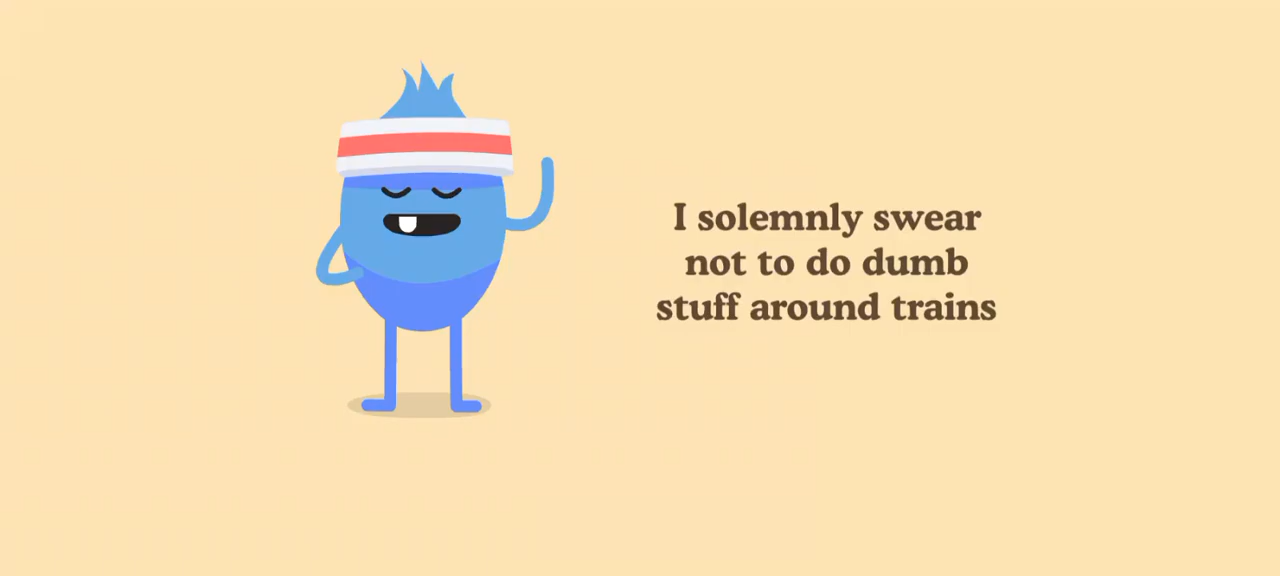 I solemnly swear
not to do dumb
stuff around trains